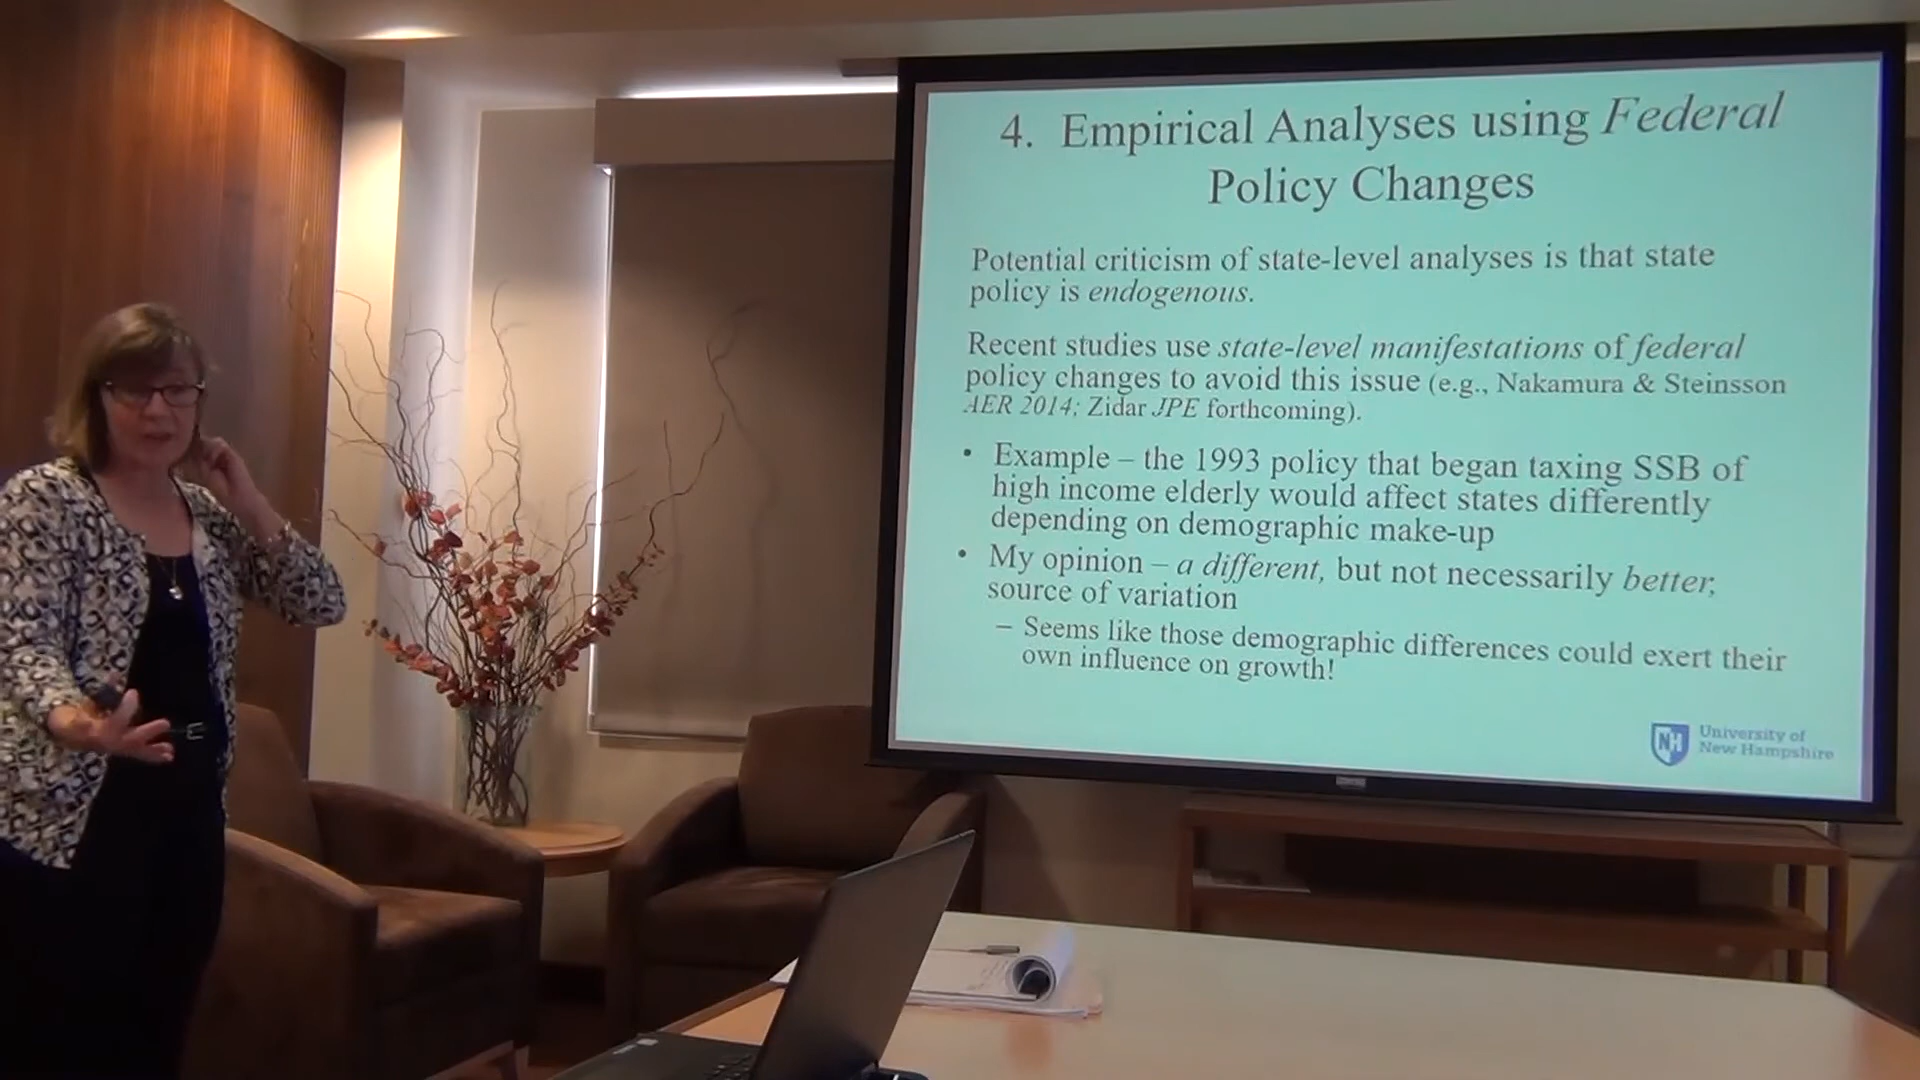 4. Empirical Analyses using Federal
Policy Changes
Potential criticism of state-level analyses is that state
policy is endogenous.
Recent studies use state-level manifestations of federal
policy changes to avoid this issue (e.g., Nakamura & Steinsson
AER 2014; Zidar JPE forthcoming).
• Example – the 1993 policy that began taxing SSB of
high income elderly would affect states differently
depending on demographic make-up
• My opinion – a different, but not necessarily better,
source of variation
– Seems like those demographic differences could exert their
own influence on growth!
NH
University of
New Hampshire